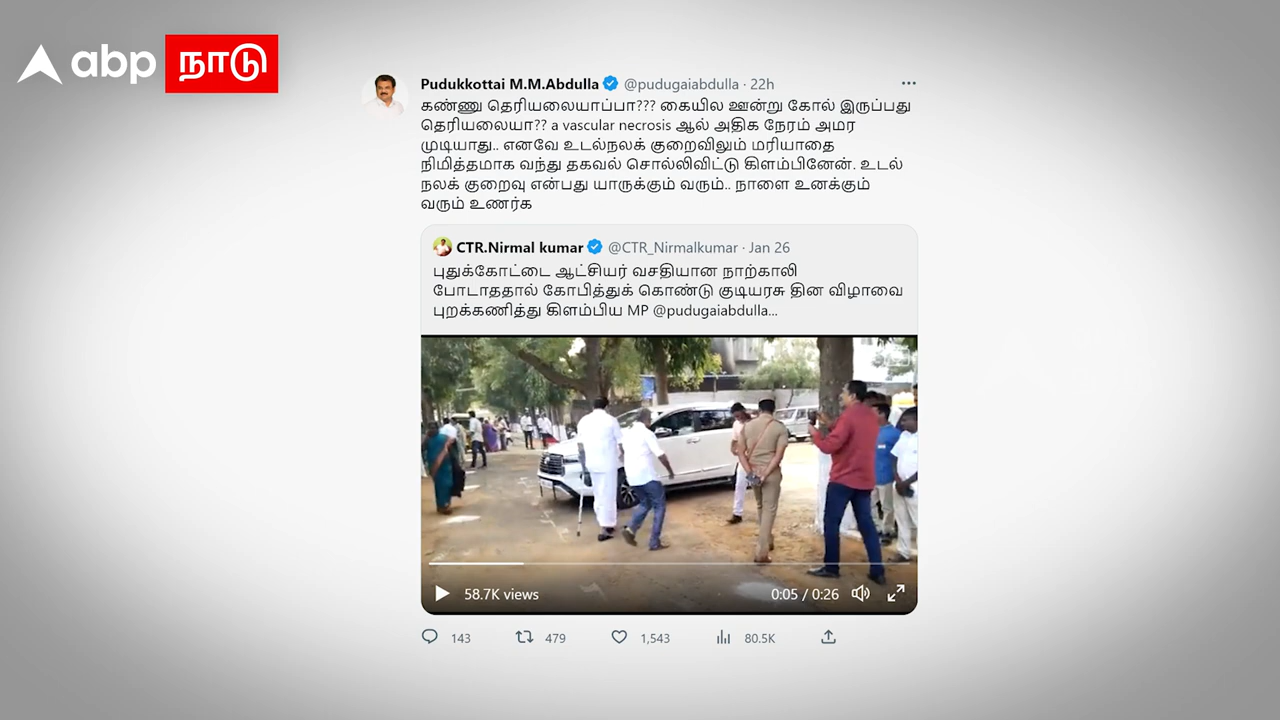 abp நாடு
Pudukkottai M.M.Abdulla @pudugaiabdulla · 22h
கண்ணு தெரியலையாப்பா??? கையில ஊன்று கோல் இருப்பது
தெரியலையா?? a vascular necrosis ஆல் அதிக நேரம் அமர
முடியாது.. எனவே உடல்நலக் குறைவிலும் மரியாதை
நிமித்தமாக வந்து தகவல் சொல்லிவிட்டு கிளம்பினேன். உடல்
நலக் குறைவு என்பது யாருக்கும் வரும்.. நாளை உனக்கும்
வரும் உணர்க
CTR.Nirmal kumar @CTR_Nirmalkumar · Jan 26
புதுக்கோட்டை ஆட்சியர் வசதியான நாற்காலி
போடாததால் கோபித்துக் கொண்டு குடியரசு தின விழாவை
புறக்கணித்து கிளம்பிய MP @pudugaiabdulla...
58.7K views 0:05 / 0:26
143 479 1,543 80.5K